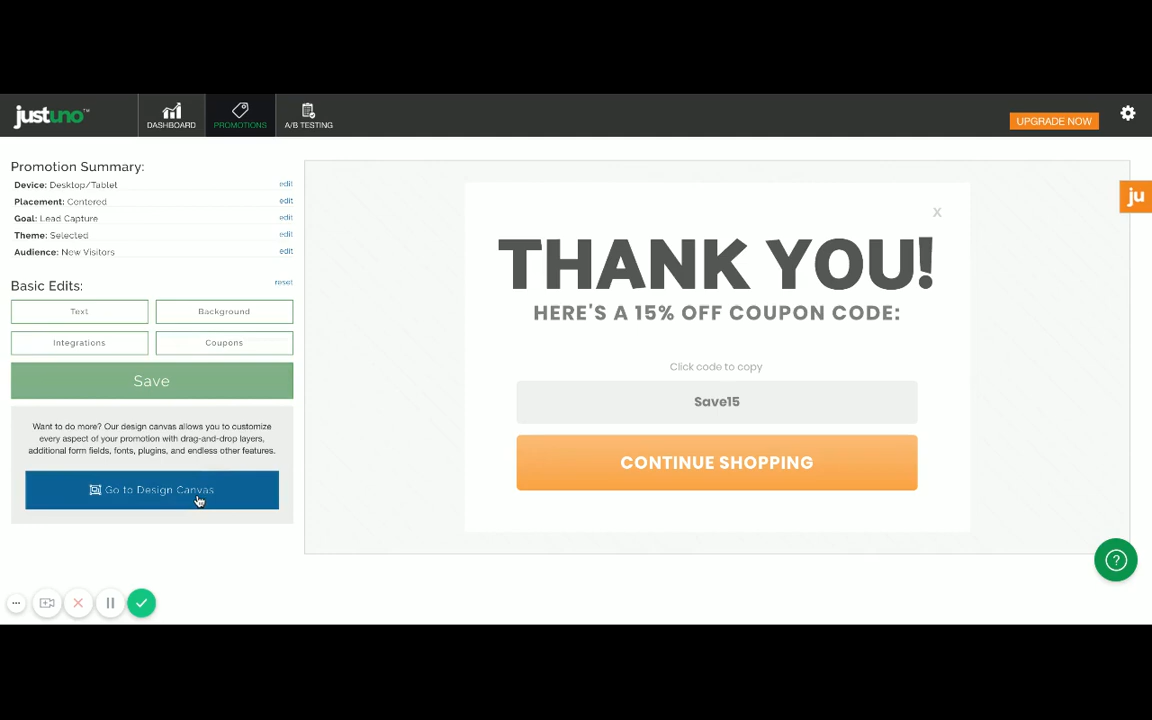 justuno™
DASHBOARD
PROMOTIONS
A/B TESTING
UPGRADE NOW
Promotion Summary:
Device: Desktop/Tablet
edit
Placement: Centered
edit
Goal: Lead Capture
edit
Theme: Selected
edit
Audience: New Visitors
edit
Basic Edits:
reset
Text
Background
Integrations
Coupons
Save
Want to do more? Our design canvas allows you to customize
every aspect of your promotion with drag-and-drop layers,
additional form fields, fonts, plugins, and endless other features.
Go to Design Canvas
X
THANK YOU!
HERE'S A 15% OFF COUPON CODE:
Click code to copy
Save15
CONTINUE SHOPPING
ju
?